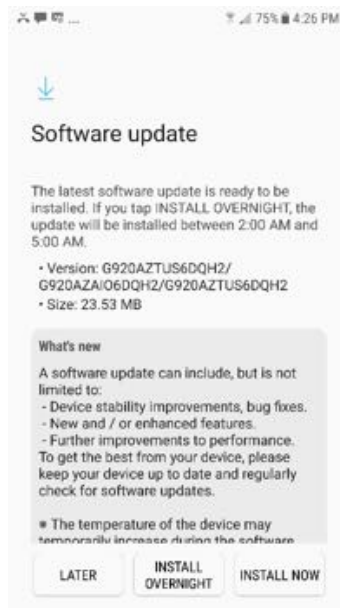 75% 4:26 PM
Software update
The latest software update is ready to be
installed. If you tap INSTALL OVERNIGHT, the
update will be installed between 2:00 AM and
5:00 AM.
• Version: G920AZTUS6DQH2/
G920AZAIO6DQH2/G920AZTUS6DQH2
• Size: 23.53 MB
What's new
A software update can include, but is not
limited to:
- Device stability improvements, bug fixes.
- New and / or enhanced features.
- Further improvements to performance.
To get the best from your device, please
keep your device up to date and regularly
check for software updates.
※ The temperature of the device may
temporarily increase during the software
LATER
INSTALL
OVERNIGHT
INSTALL NOW